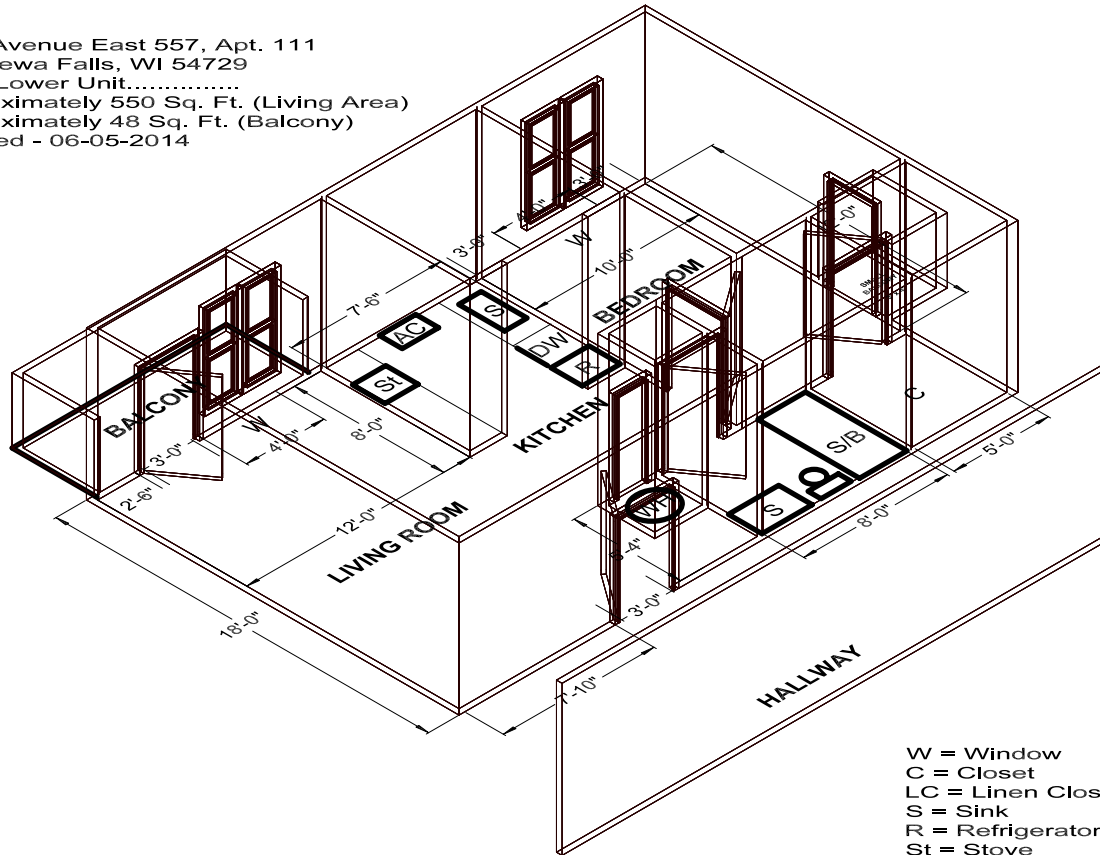 Avenue East 557, Apt. 111
ewa Falls, WI 54729
Lower Unit...............
ximately 550 Sq. Ft. (Living Area)
ximately 48 Sq. Ft. (Balcony)
ed - 06-05-2014
3'-0"
W
7'-6"
10'-0"
BEDROOM
AC
S
DW
R
St
BALCONY
W
4'-0"
3'-0"
2'-6"
8'-0"
KITCHEN
C
12'-0"
LIVING ROOM
WH
S/B
S
5'-0"
8'-0"
18'-0"
3'-0"
7'-10"
HALLWAY
W = Window
C = Closet
LC = Linen Clos
S = Sink
R = Refrigerator
St = Stove